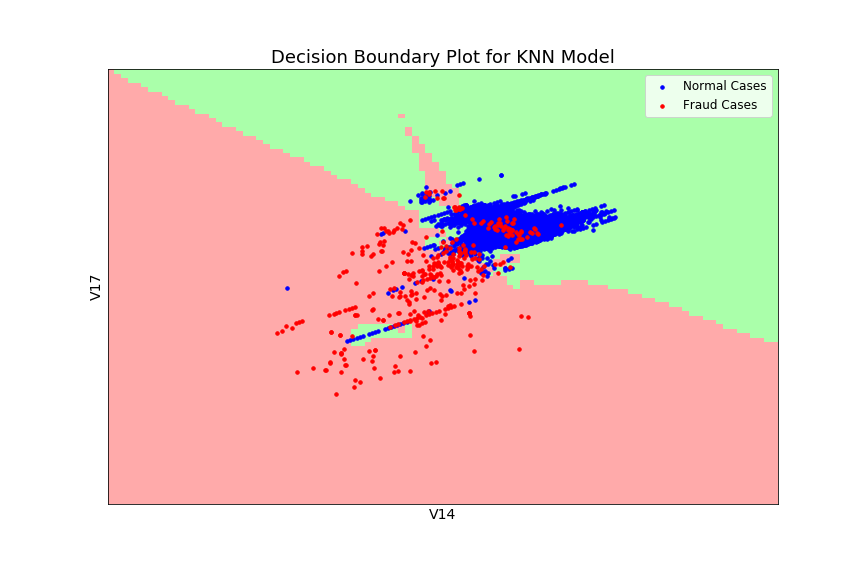 Decision Boundary Plot for KNN Model
Normal Cases
Fraud Cases
V17
V14